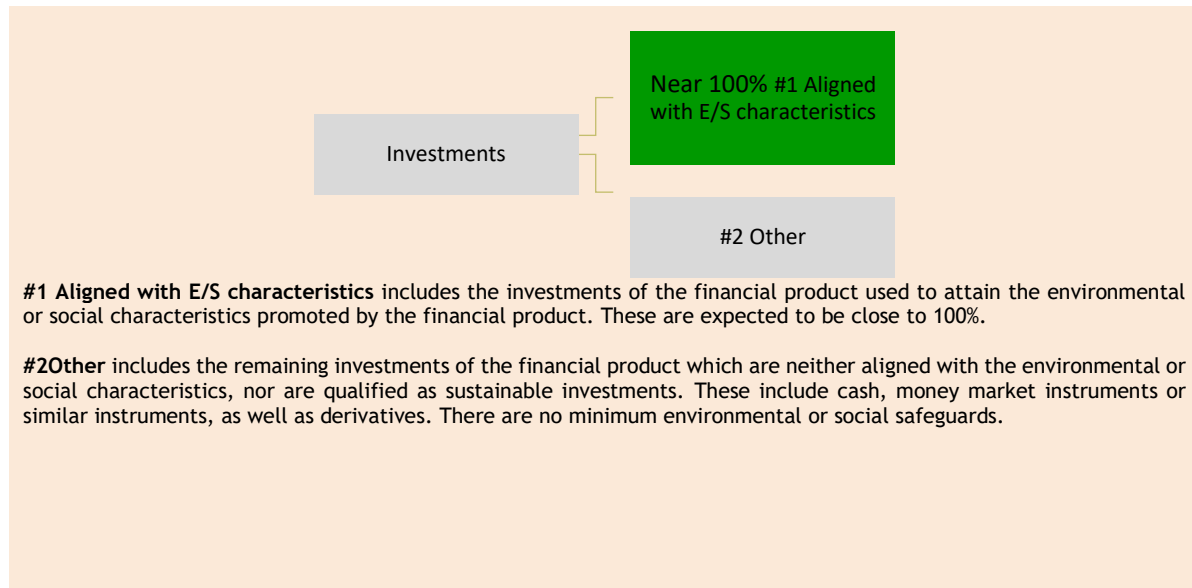 Near 100% #1 Aligned
with E/S characteristics
Investments
#2 Other
#1 Aligned with E/S characteristics includes the investments of the financial product used to attain the environmental
or social characteristics promoted by the financial product. These are expected to be close to 100%.
#2Other includes the remaining investments of the financial product which are neither aligned with the environmental or
social characteristics, nor are qualified as sustainable investments. These include cash, money market instruments or
similar instruments, as well as derivatives. There are no minimum environmental or social safeguards.